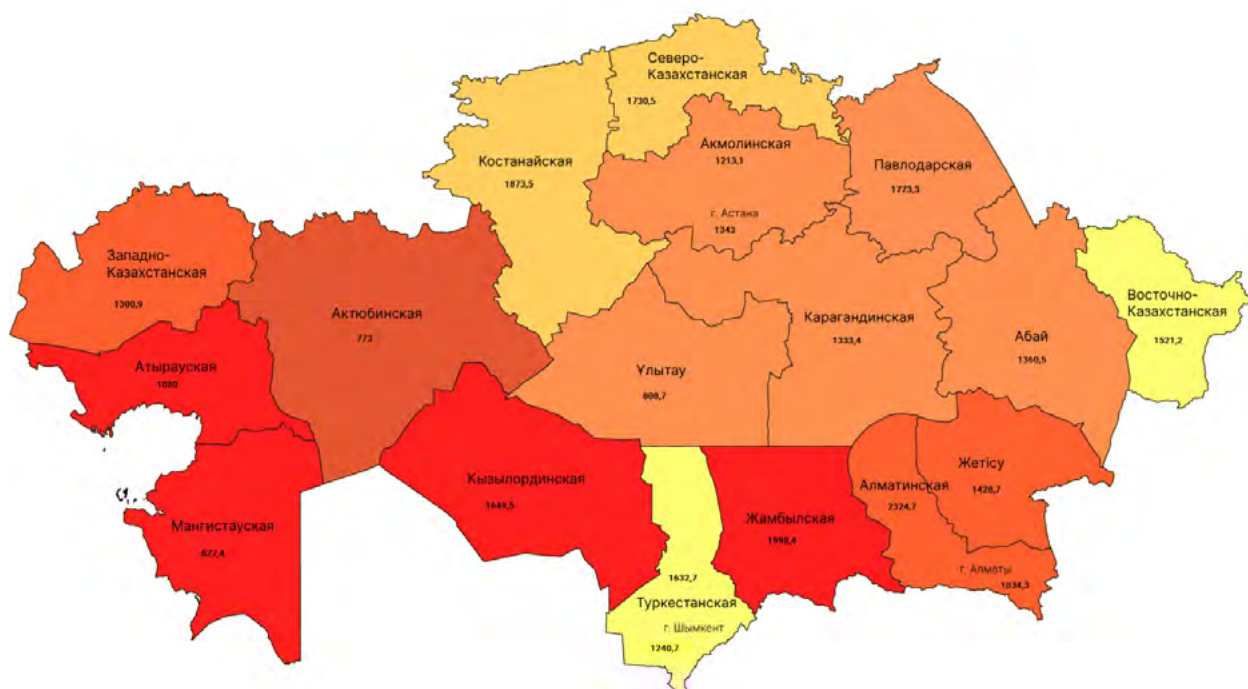 Северо-
Казахстанская
1730,5
Акмолинская
1213,1
Костанайская
1873,5
Павлодарская
1773,3
г. Астана
1343
Западно-
Казахстанская
1300,9
Актюбинская
773
Карагандинская
1333,4
Абай
1360,5
Восточно-
Казахстанская
1521,2
Атырауская
1080
Ұлытау
808,7
Кызылординская
1649,5
Жамбылская
1998,4
Алматинская
2324,7
Жетісу
1428,7
Мангистауская
822,4
г. Алматы
1034,3
1632,7
Туркестанская
г. Шымкент
1240,7